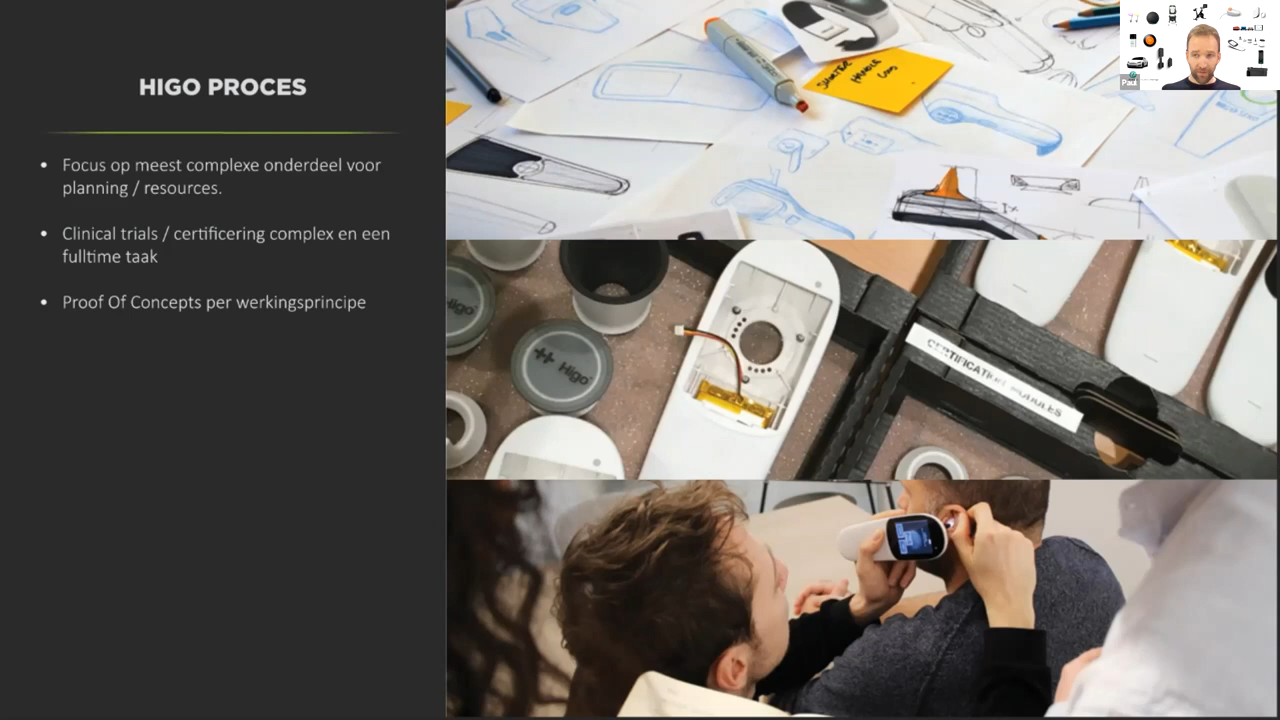 HIGO PROCES
• Focus op meest complexe onderdeel voor
planning / resources.
• Clinical trials / certificering complex en een
fulltime taak
• Proof Of Concepts per werkingsprincipe
Paul
Higo
Higo
CERTIFICATION MODULES